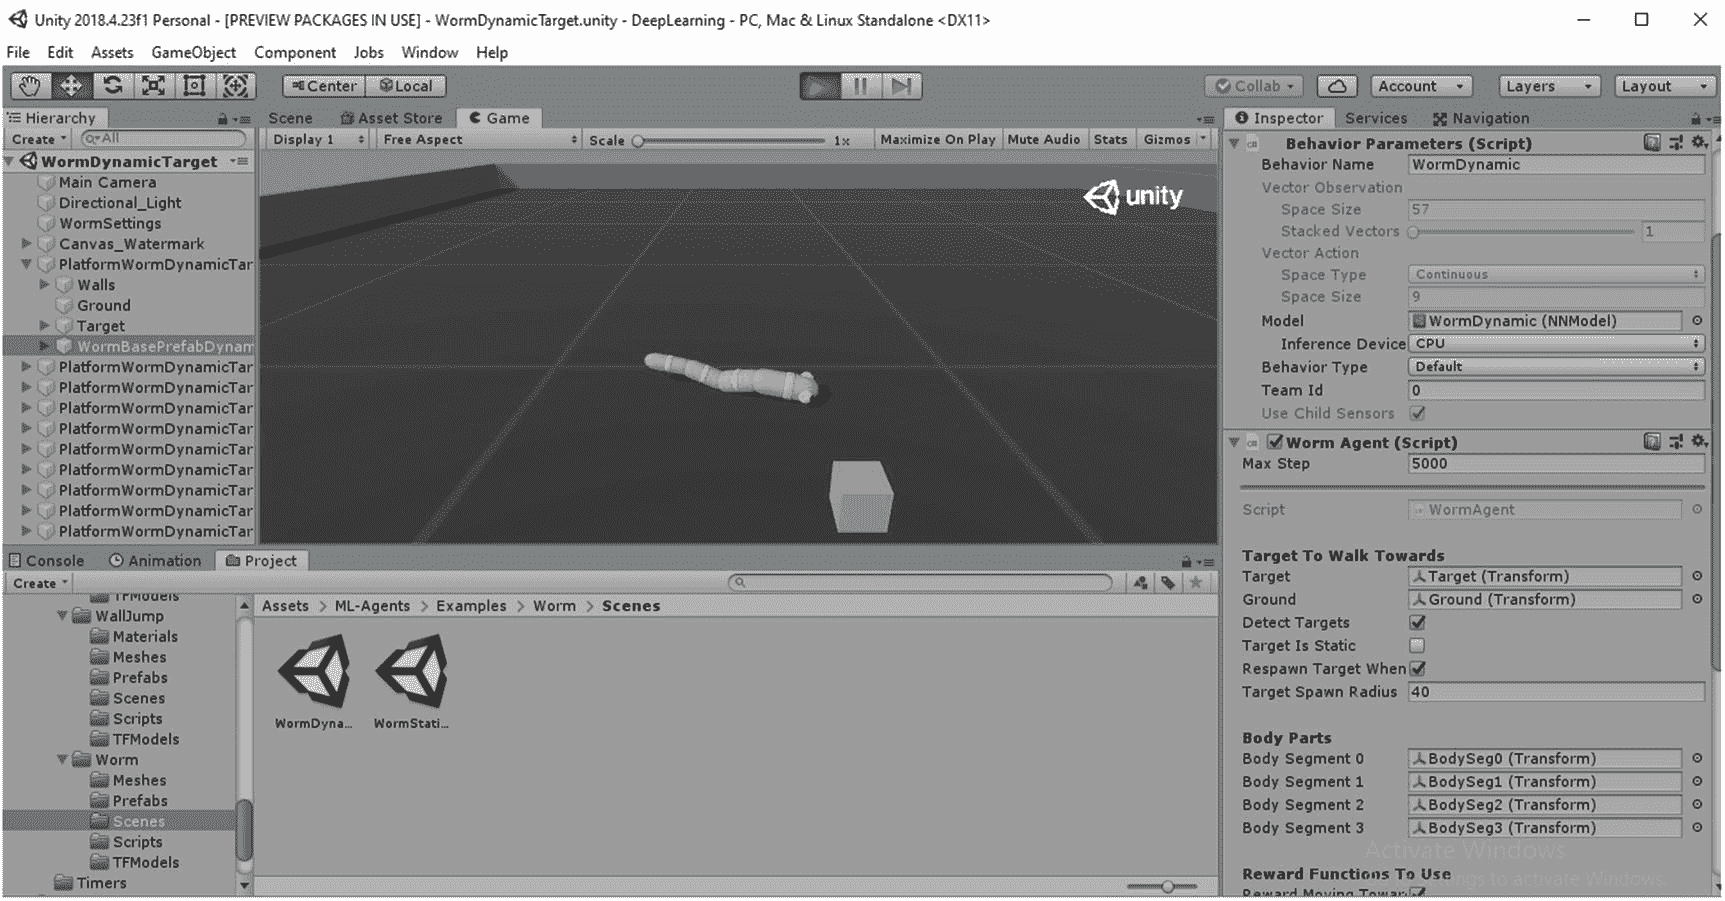 Unity 2018.4.23f1 Personal - [PREVIEW PACKAGES IN USE] - WormDynamicTarget.unity - DeepLearning - PC, Mac & Linux Standalone <DX11>
File Edit Assets GameObject Component Jobs Window Help
Center Local Collab Account Layers Layout
Hierarchy
Create All
WormDynamicTarget
Main Camera
Directional_Light
WormSettings
Canvas_Watermark
PlatformWormDynamicTar
Walls
Ground
Target
WormBasePrefabDynam
PlatformWormDynamicTar
PlatformWormDynamicTar
PlatformWormDynamicTar
PlatformWormDynamicTar
PlatformWormDynamicTar
PlatformWormDynamicTar
PlatformWormDynamicTar
PlatformWormDynamicTar
PlatformWormDynamicTar
Scene Asset Store Game
Display 1 Free Aspect Scale 1x Maximize On Play Mute Audio Stats Gizmos
unity
Console Animation Project
Create
TFModels
WallJump
Materials
Meshes
Prefabs
Scenes
Scripts
TFModels
Worm
Meshes
Prefabs
Scenes
Scripts
TFModels
Timers
Assets > ML-Agents > Examples > Worm > Scenes
WormDyna... WormStati...
Inspector Services Navigation
Behavior Parameters (Script)
Behavior Name WormDynamic
Vector Observation
Space Size 57
Stacked Vectors 1
Vector Action
Space Type Continuous
Space Size 9
Model WormDynamic (NNModel)
Inference Device CPU
Behavior Type Default
Team Id 0
Use Child Sensors
Worm Agent (Script)
Max Step 5000
Script WormAgent
Target To Walk Towards
Target Target (Transform)
Ground Ground (Transform)
Detect Targets
Target Is Static
Respawn Target When
Target Spawn Radius 40
Body Parts
Body Segment 0 BodySeg0 (Transform)
Body Segment 1 BodySeg1 (Transform)
Body Segment 2 BodySeg2 (Transform)
Body Segment 3 BodySeg3 (Transform)
Activate Windows
Reward Functions To Use
to activate Windows.
Reward Moving Towar